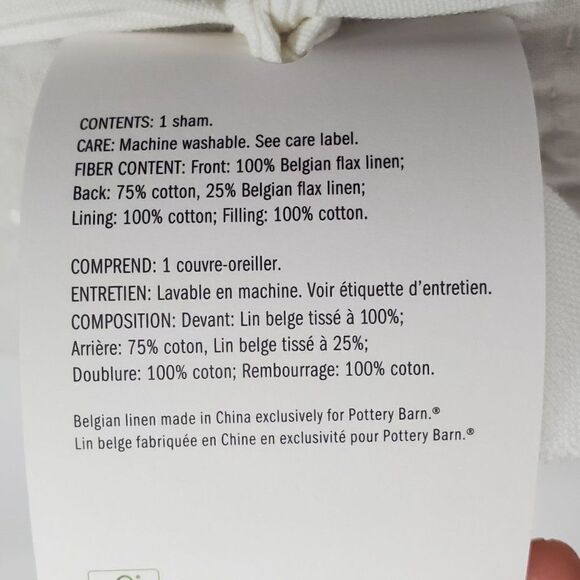 CONTENTS: 1 sham.
CARE: Machine washable. See care label.
FIBER CONTENT: Front: 100% Belgian flax linen;
Back: 75% cotton, 25% Belgian flax linen;
Lining: 100% cotton; Filling: 100% cotton.
COMPREND: 1 couvre-oreiller.
ENTRETIEN: Lavable en machine. Voir étiquette d'entretien.
COMPOSITION: Devant: Lin belge tissé à 100%;
Arrière: 75% coton, Lin belge tissé à 25%;
Doublure: 100% coton; Rembourrage: 100% coton.
Belgian linen made in China exclusively for Pottery Barn.®
Lin belge fabriquée en Chine en exclusivité pour Pottery Barn.®